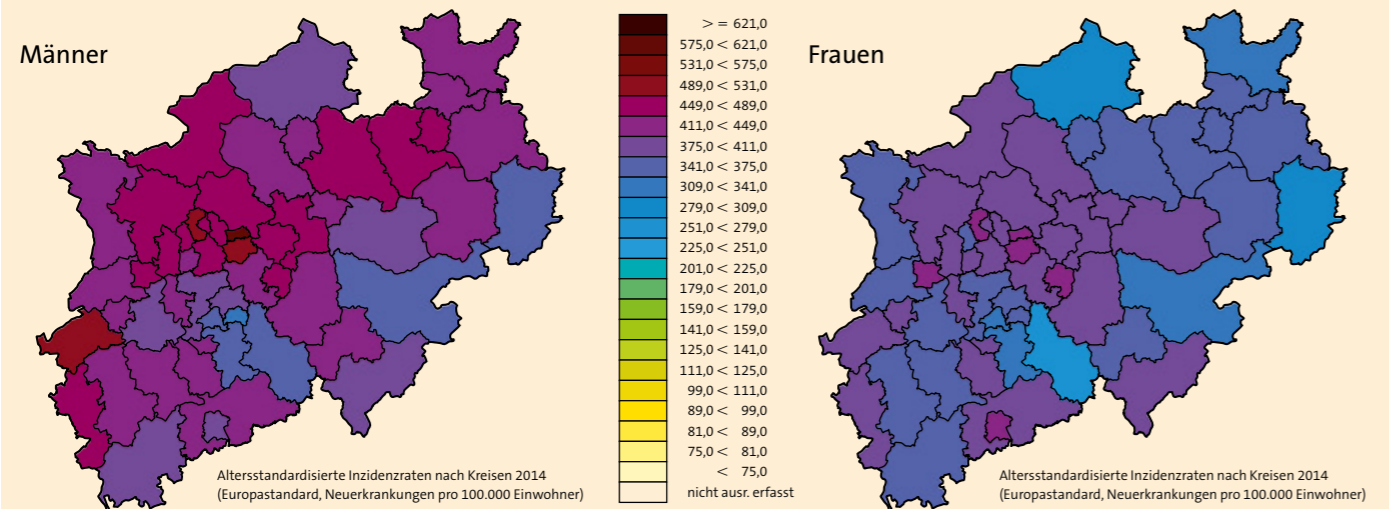 Männer
> = 621,0
575,0 < 621,0
531,0 < 575,0
489,0 < 531,0
449,0 < 489,0
411,0 < 449,0
375,0 < 411,0
341,0 < 375,0
309,0 < 341,0
279,0 < 309,0
251,0 < 279,0
225,0 < 251,0
201,0 < 225,0
179,0 < 201,0
159,0 < 179,0
141,0 < 159,0
125,0 < 141,0
111,0 < 125,0
99,0 < 111,0
89,0 < 99,0
81,0 < 89,0
75,0 < 81,0
< 75,0
nicht ausr. erfasst
Altersstandardisierte Inzidenzraten nach Kreisen 2014
(Europastandard, Neuerkrankungen pro 100.000 Einwohner)
Frauen
Altersstandardisierte Inzidenzraten nach Kreisen 2014
(Europastandard, Neuerkrankungen pro 100.000 Einwohner)